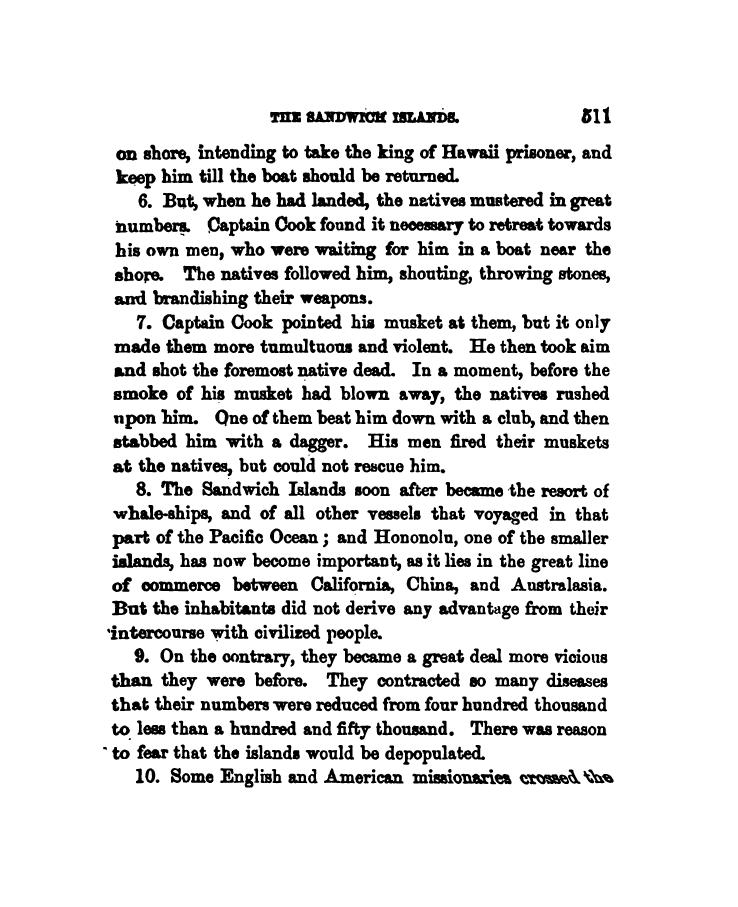 THE SANDWICH ISLANDS. 511
on shore, intending to take the king of Hawaii prisoner, and
keep him till the boat should be returned.
6. But, when he had landed, the natives mustered in great
numbers. Captain Cook found it necessary to retreat towards
his own men, who were waiting for him in a boat near the
shore. The natives followed him, shouting, throwing stones,
and brandishing their weapons.
7. Captain Cook pointed his musket at them, but it only
made them more tumultuous and violent. He then took aim
and shot the foremost native dead. In a moment, before the
smoke of his musket had blown away, the natives rushed
upon him. One of them beat him down with a club, and then
stabbed him with a dagger. His men fired their muskets
at the natives, but could not rescue him.
8. The Sandwich Islands soon after became the resort of
whale-ships, and of all other vessels that voyaged in that
part of the Pacific Ocean; and Hononolu, one of the smaller
islands, has now become important, as it lies in the great line
of commerce between California, China, and Australasia.
But the inhabitants did not derive any advantage from their
intercourse with civilized people.
9. On the contrary, they became a great deal more vicious
than they were before. They contracted so many diseases
that their numbers were reduced from four hundred thousand
to less than a hundred and fifty thousand. There was reason
to fear that the islands would be depopulated.
10. Some English and American missionaries crossed the